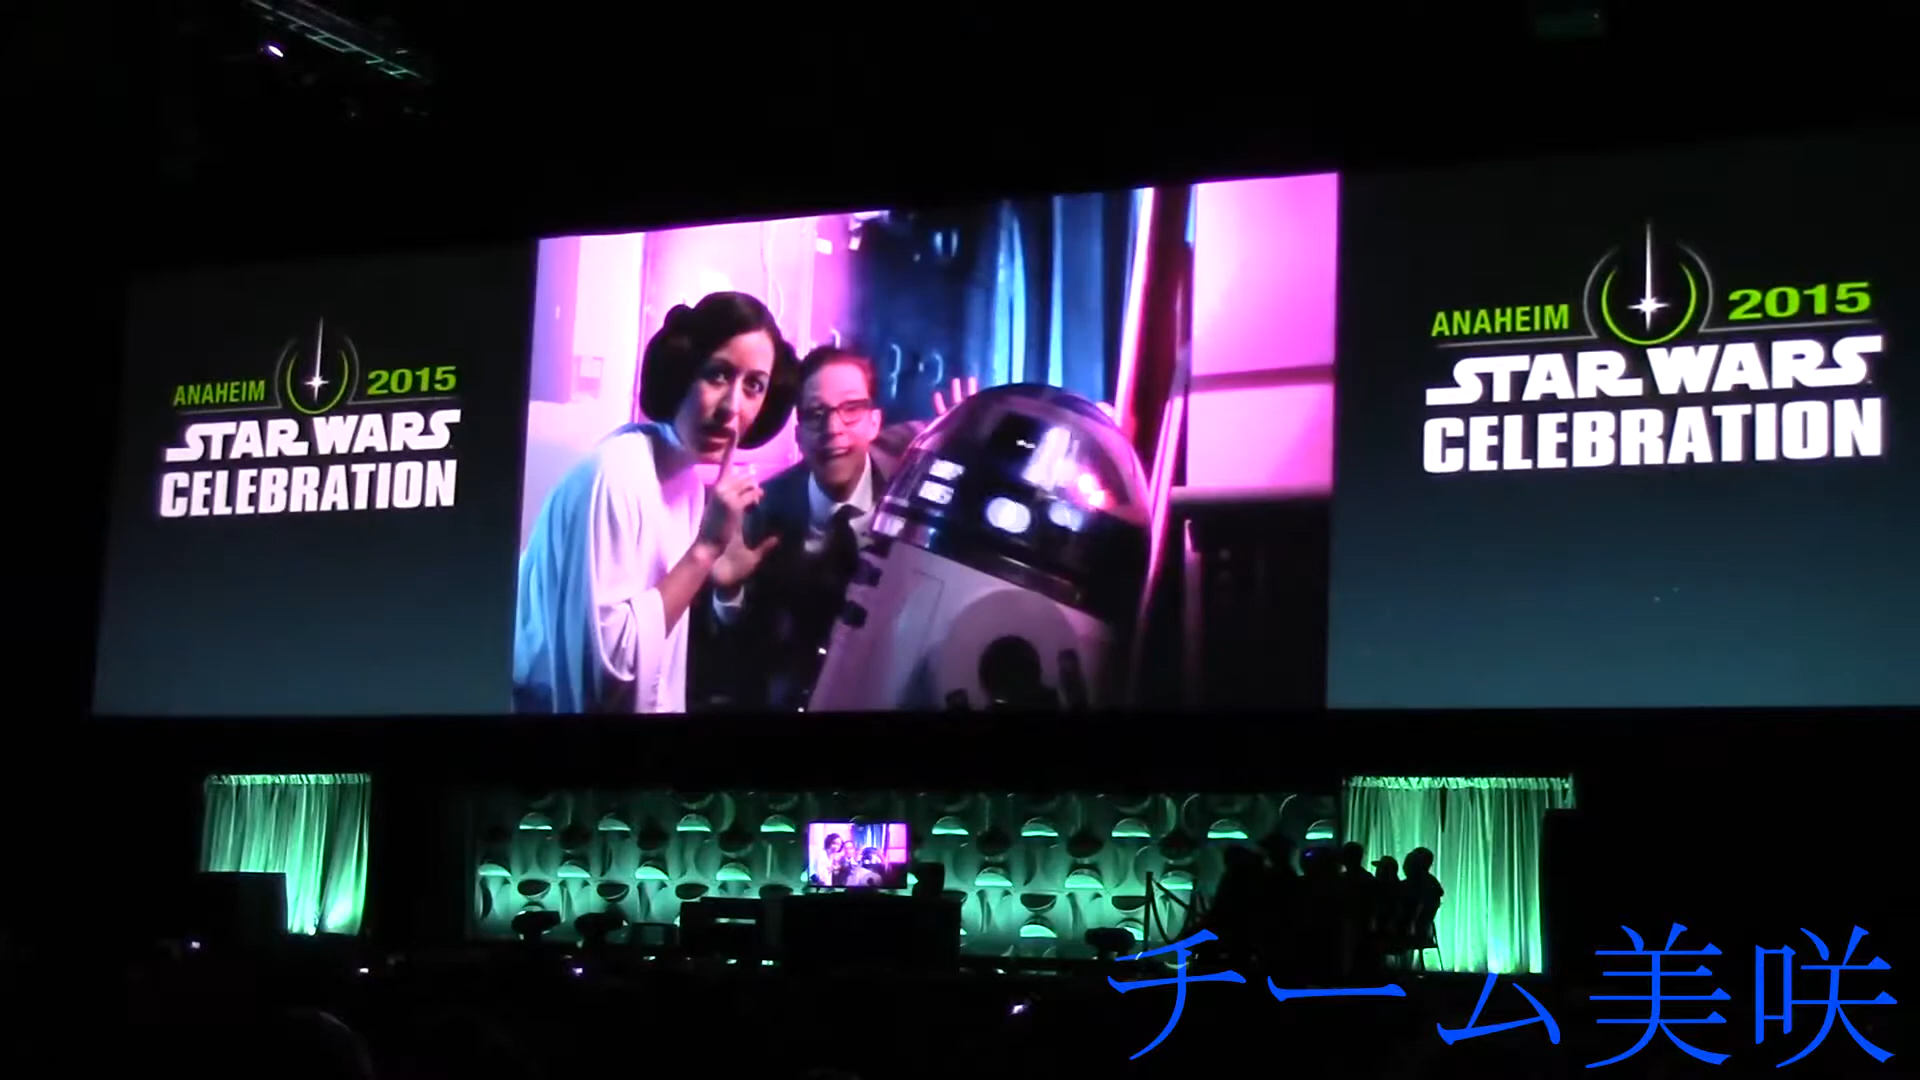 ANAHEIM 2015
STAR WARS
CELEBRATION
ANAHEIM 2015
STAR WARS
CELEBRATION
チーム美咲